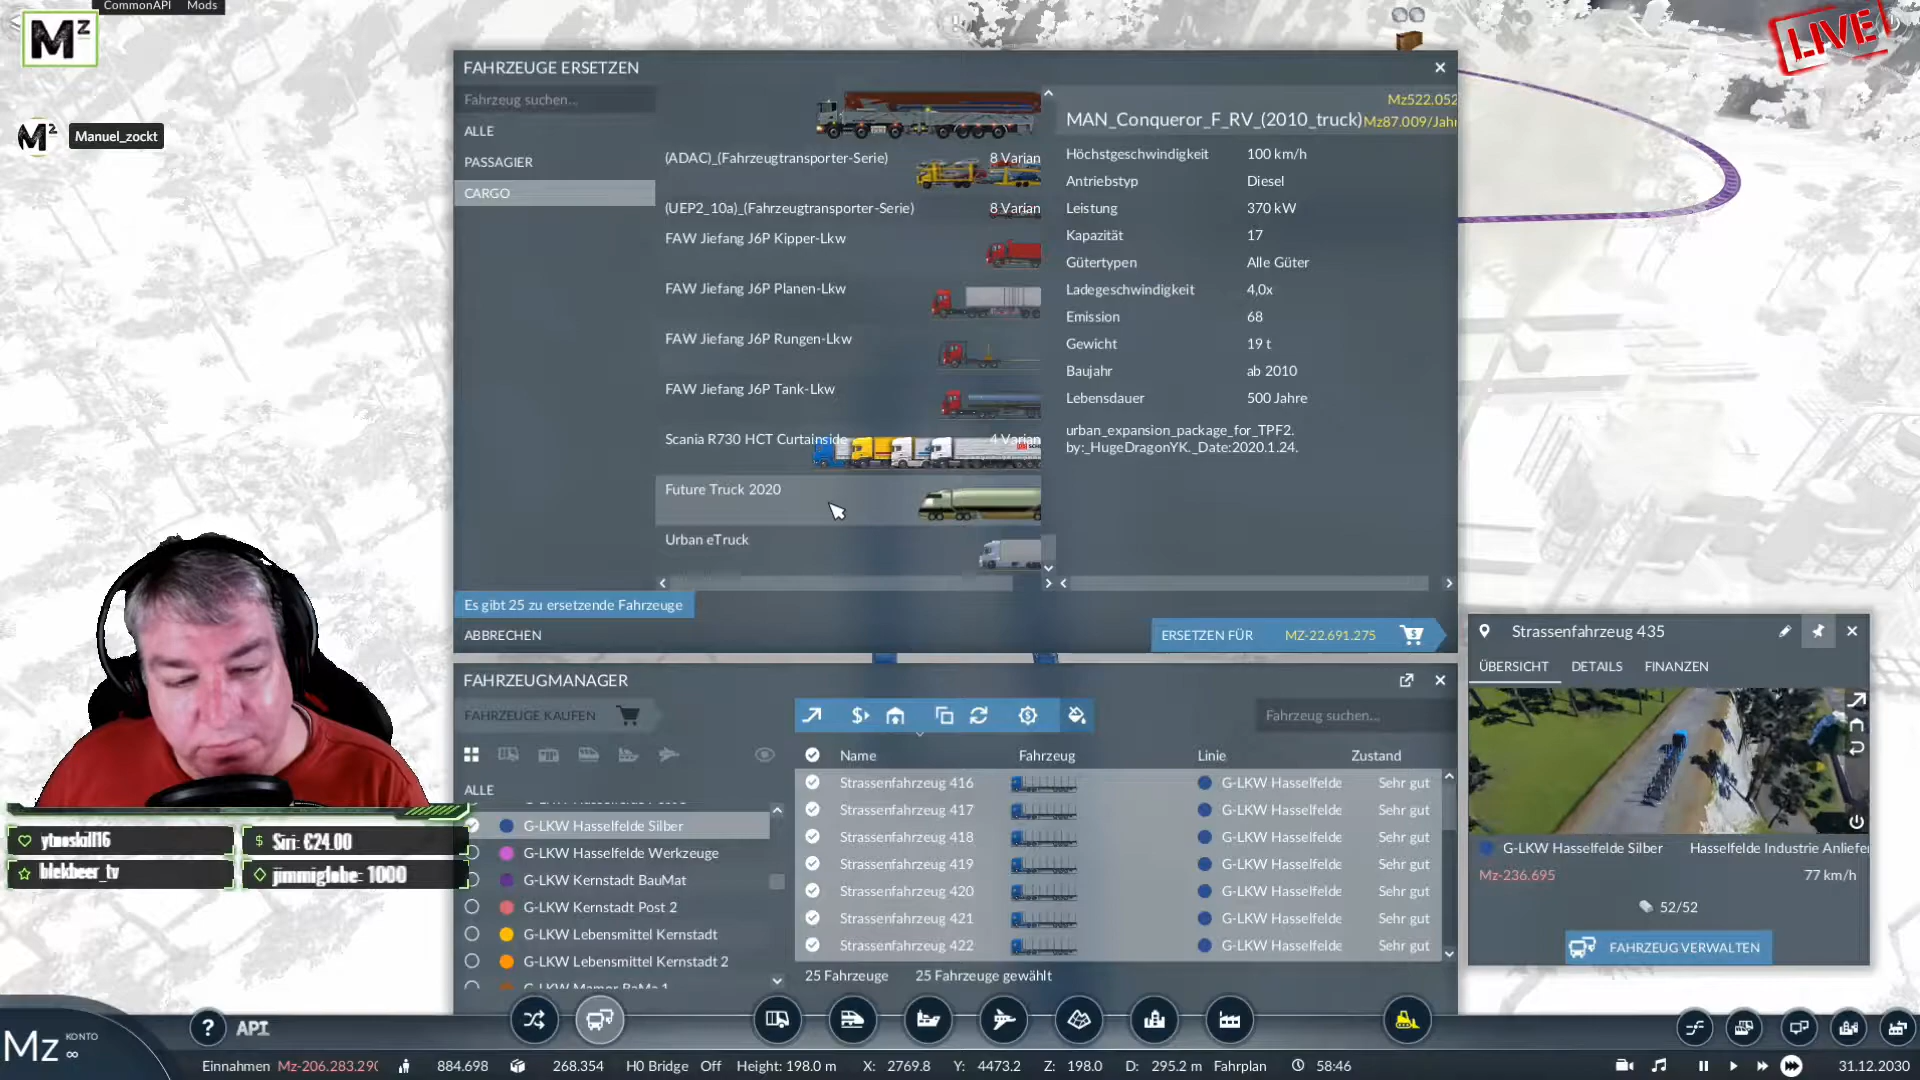 CommonAPI Mods
Mz
LIVE
Manuel_zockt
FAHRZEUGE ERSETZEN
Fahrzeug suchen...
ALLE
PASSAGIER
CARGO
(ADAC)_(Fahrzeugtransporter-Serie) 8 Varian
(UEP2_10a)_(Fahrzeugtransporter-Serie) 8 Varian
FAW Jiefang J6P Kipper-Lkw
FAW Jiefang J6P Planen-Lkw
FAW Jiefang J6P Rungen-Lkw
FAW Jiefang J6P Tank-Lkw
Scania R730 HCT Curtainside 4 Varian
Future Truck 2020
Urban eTruck
Mz522.052
MAN_Conqueror_F_RV_(2010_truck) Mz87.009/Jahr
Höchstgeschwindigkeit 100 km/h
Antriebstyp Diesel
Leistung 370 kW
Kapazität 17
Gütertypen Alle Güter
Ladegeschwindigkeit 4,0x
Emission 68
Gewicht 19 t
Baujahr ab 2010
Lebensdauer 500 Jahre
urban_expansion_package_for_TPF2.
by:_HugeDragonYK._Date:2020.1.24.
Es gibt 25 zu ersetzende Fahrzeuge
ABBRECHEN
ERSETZEN FÜR MZ-22.691.275
FAHRZEUGMANAGER
FAHRZEUGE KAUFEN
Fahrzeug suchen...
ALLE
G-LKW Hasselfelde Silber
G-LKW Hasselfelde Werkzeuge
G-LKW Kernstadt BauMat
G-LKW Kernstadt Post 2
G-LKW Lebensmittel Kernstadt
G-LKW Lebensmittel Kernstadt 2
Name Fahrzeug Linie Zustand
Strassenfahrzeug 416 G-LKW Hasselfelde Sehr gut
Strassenfahrzeug 417 G-LKW Hasselfelde Sehr gut
Strassenfahrzeug 418 G-LKW Hasselfelde Sehr gut
Strassenfahrzeug 419 G-LKW Hasselfelde Sehr gut
Strassenfahrzeug 420 G-LKW Hasselfelde Sehr gut
Strassenfahrzeug 421 G-LKW Hasselfelde Sehr gut
Strassenfahrzeug 422 G-LKW Hasselfelde Sehr gut
25 Fahrzeuge 25 Fahrzeuge gewählt
Strassenfahrzeug 435
ÜBERSICHT DETAILS FINANZEN
G-LKW Hasselfelde Silber Hasselfelde Industrie Anliefer
Mz-236.695 77 km/h
52/52
FAHRZEUG VERWALTEN
ytnoskill16 $ Siri: €24.00
blekbeer_tv jimmiglobe: 1000
Mz KONTO ∞
? API
Einnahmen Mz-206.283.290 884.698 268.354 H0 Bridge Off Height: 198.0 m X: 2769.8 Y: 4473.2 Z: 198.0 D: 295.2 m Fahrplan 58:46 31.12.2030